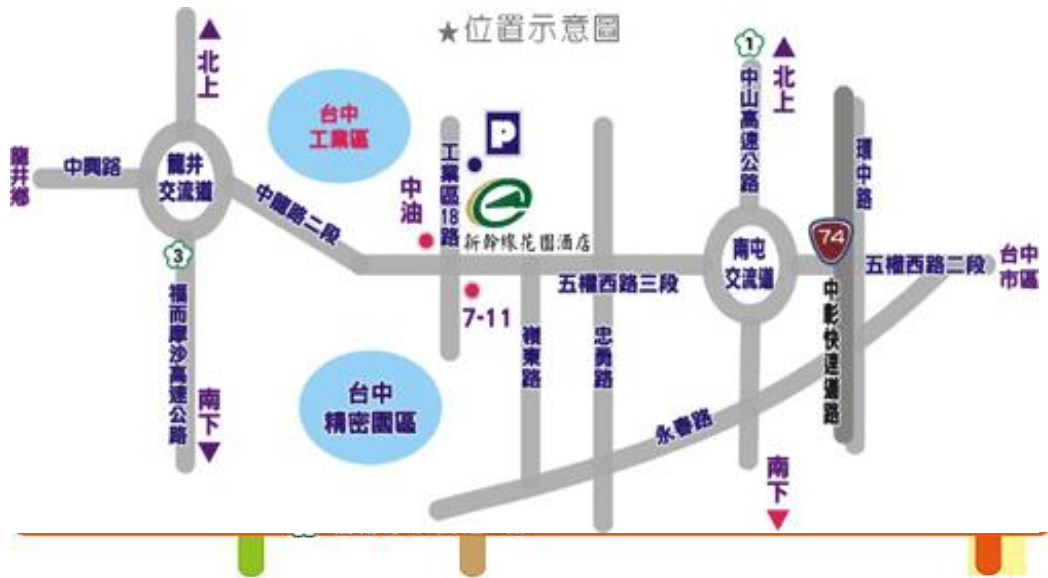 ★位置示意圖
北上
1
北上
中山高速公路
台中
工業區
P
工業區18路
龍井鄉
中興路
龍井
交流道
中龍路二段
中油
新幹線花園酒店
環中路
74
南屯
交流道
五權西路二段
台中
市區
3
五權西路三段
7-11
嶺東路
忠勇路
中彰快速道路
福而摩沙高速公路
南下
台中
精密園區
永春路
南下